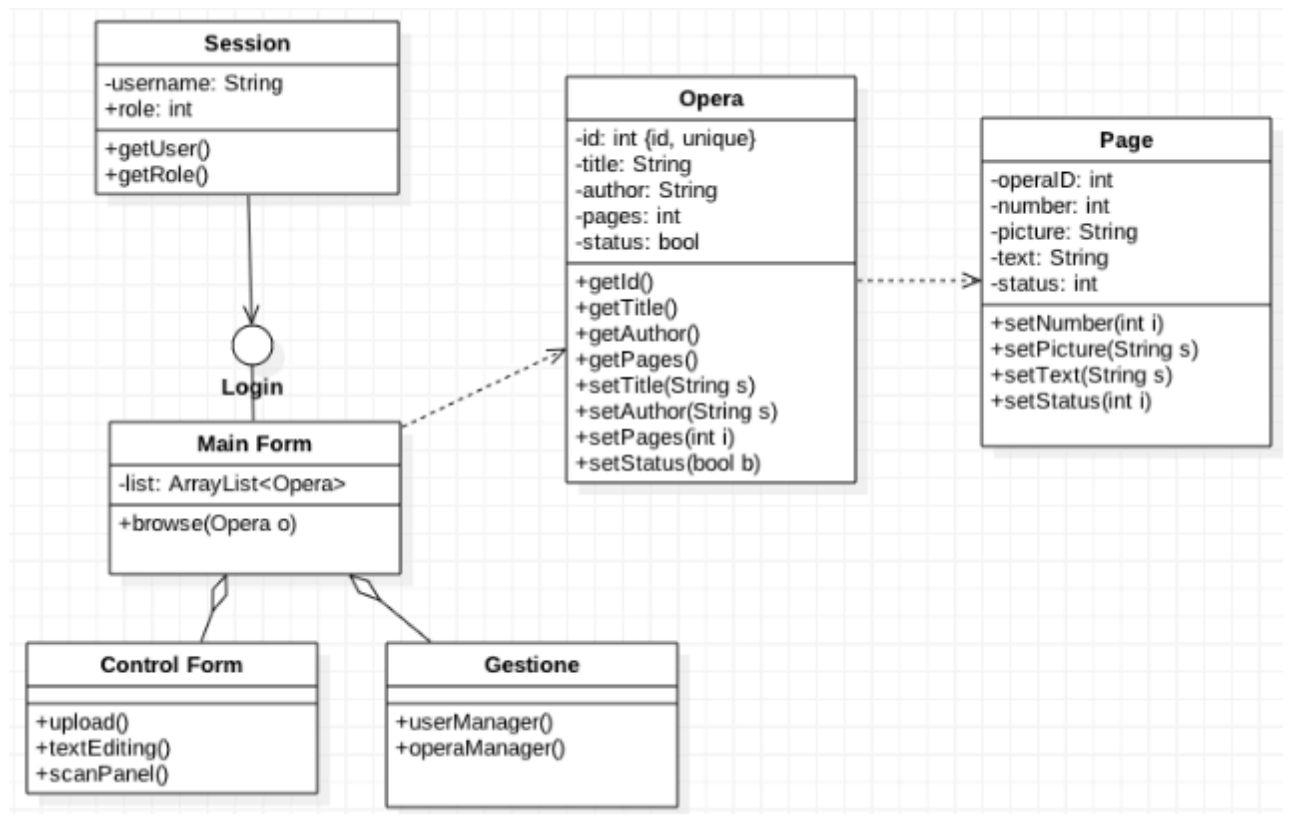 Session
-username: String
+role: int
+getUser()
+getRole()
Login
Main Form
-list: ArrayList<Opera>
+browse(Opera o)
Control Form
+upload()
+textEditing()
+scanPanel()
Gestione
+userManager()
+operaManager()
Opera
-id: int {id, unique}
-title: String
-author: String
-pages: int
-status: bool
+getId()
+getTitle()
+getAuthor()
+getPages()
+setTitle(String s)
+setAuthor(String s)
+setPages(int i)
+setStatus(bool b)
Page
-operaID: int
-number: int
-picture: String
-text: String
-status: int
+setNumber(int i)
+setPicture(String s)
+setText(String s)
+setStatus(int i)